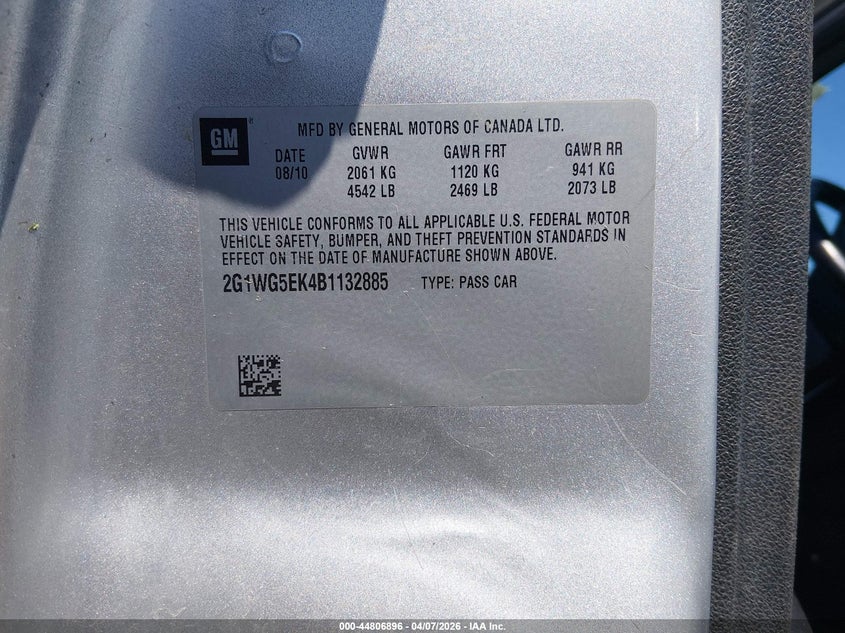 GM®
MFD BY GENERAL MOTORS OF CANADA LTD.
DATE GVWR GAWR FRT GAWR RR
08/10 2061 KG 1120 KG 941 KG
4542 LB 2469 LB 2073 LB
THIS VEHICLE CONFORMS TO ALL APPLICABLE U.S. FEDERAL MOTOR
VEHICLE SAFETY, BUMPER, AND THEFT PREVENTION STANDARDS IN
EFFECT ON THE DATE OF MANUFACTURE SHOWN ABOVE.
2G1WG5EK4B1132885 TYPE: PASS CAR
000-44806896 - 04/07/2026 - IAA Inc.